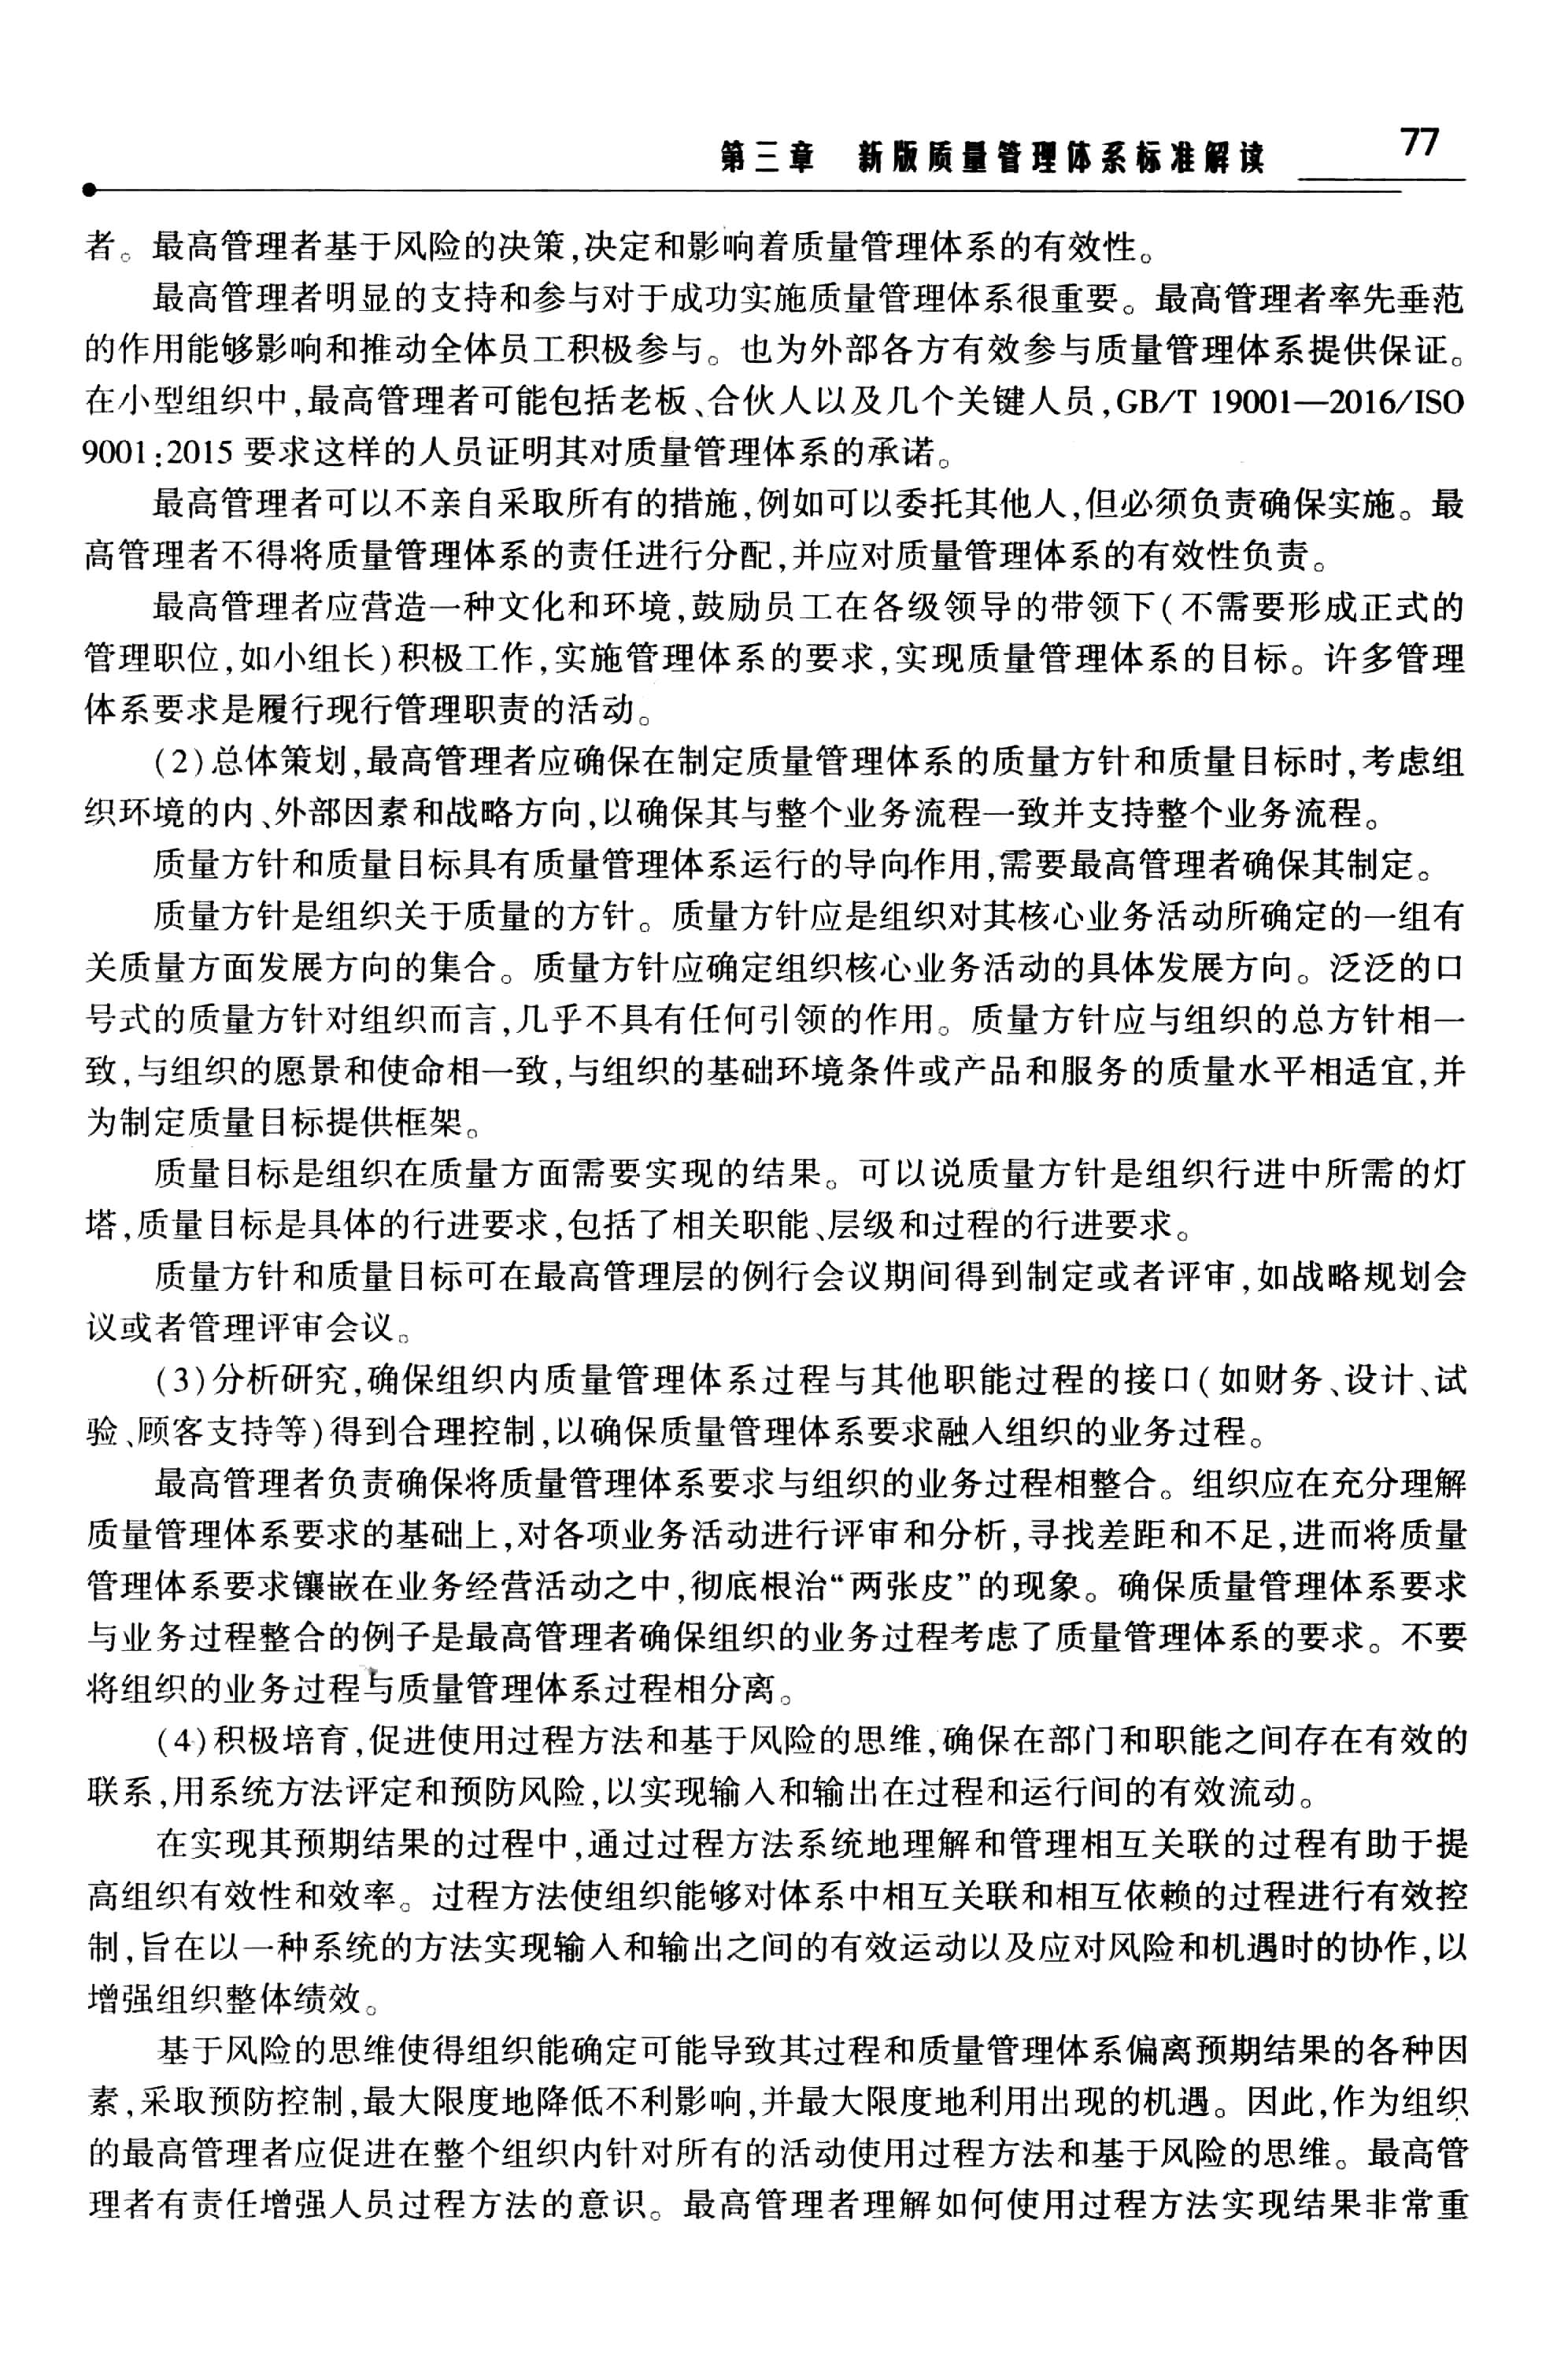 第三章 新版质量管理体系标准解读 77
者。最高管理者基于风险的决策,决定和影响着质量管理体系的有效性。
最高管理者明显的支持和参与对于成功实施质量管理体系很重要。最高管理者率先垂范
的作用能够影响和推动全体员工积极参与。也为外部各方有效参与质量管理体系提供保证。
在小型组织中,最高管理者可能包括老板、合伙人以及几个关键人员,GB/T 19001—2016/ISO
9001:2015 要求这样的人员证明其对质量管理体系的承诺。
最高管理者可以不亲自采取所有的措施,例如可以委托其他人,但必须负责确保实施。最
高管理者不得将质量管理体系的责任进行分配,并应对质量管理体系的有效性负责。
最高管理者应营造一种文化和环境,鼓励员工在各级领导的带领下(不需要形成正式的
管理职位,如小组长)积极工作,实施管理体系的要求,实现质量管理体系的目标。许多管理
体系要求是履行现行管理职责的活动。
(2)总体策划,最高管理者应确保在制定质量管理体系的质量方针和质量目标时,考虑组
织环境的内、外部因素和战略方向,以确保其与整个业务流程一致并支持整个业务流程。
质量方针和质量目标具有质量管理体系运行的导向作用,需要最高管理者确保其制定。
质量方针是组织关于质量的方针。质量方针应是组织对其核心业务活动所确定的一组有
关质量方面发展方向的集合。质量方针应确定组织核心业务活动的具体发展方向。泛泛的口
号式的质量方针对组织而言,几乎不具有任何引领的作用。质量方针应与组织的总方针相一
致,与组织的愿景和使命相一致,与组织的基础环境条件或产品和服务的质量水平相适宜,并
为制定质量目标提供框架。
质量目标是组织在质量方面需要实现的结果。可以说质量方针是组织行进中所需的灯
塔,质量目标是具体的行进要求,包括了相关职能、层级和过程的行进要求。
质量方针和质量目标可在最高管理层的例行会议期间得到制定或者评审,如战略规划会
议或者管理评审会议。
(3)分析研究,确保组织内质量管理体系过程与其他职能过程的接口(如财务、设计、试
验、顾客支持等)得到合理控制,以确保质量管理体系要求融入组织的业务过程。
最高管理者负责确保将质量管理体系要求与组织的业务过程相整合。组织应在充分理解
质量管理体系要求的基础上,对各项业务活动进行评审和分析,寻找差距和不足,进而将质量
管理体系要求镶嵌在业务经营活动之中,彻底根治“两张皮”的现象。确保质量管理体系要求
与业务过程整合的例子是最高管理者确保组织的业务过程考虑了质量管理体系的要求。不要
将组织的业务过程与质量管理体系过程相分离。
(4)积极培育,促进使用过程方法和基于风险的思维,确保在部门和职能之间存在有效的
联系,用系统方法评定和预防风险,以实现输入和输出在过程和运行间的有效流动。
在实现其预期结果的过程中,通过过程方法系统地理解和管理相互关联的过程有助于提
高组织有效性和效率。过程方法使组织能够对体系中相互关联和相互依赖的过程进行有效控
制,旨在以一种系统的方法实现输入和输出之间的有效运动以及应对风险和机遇时的协作,以
增强组织整体绩效。
基于风险的思维使得组织能确定可能导致其过程和质量管理体系偏离预期结果的各种因
素,采取预防控制,最大限度地降低不利影响,并最大限度地利用出现的机遇。因此,作为组织
的最高管理者应促进在整个组织内针对所有的活动使用过程方法和基于风险的思维。最高管
理者有责任增强人员过程方法的意识。最高管理者理解如何使用过程方法实现结果非常重